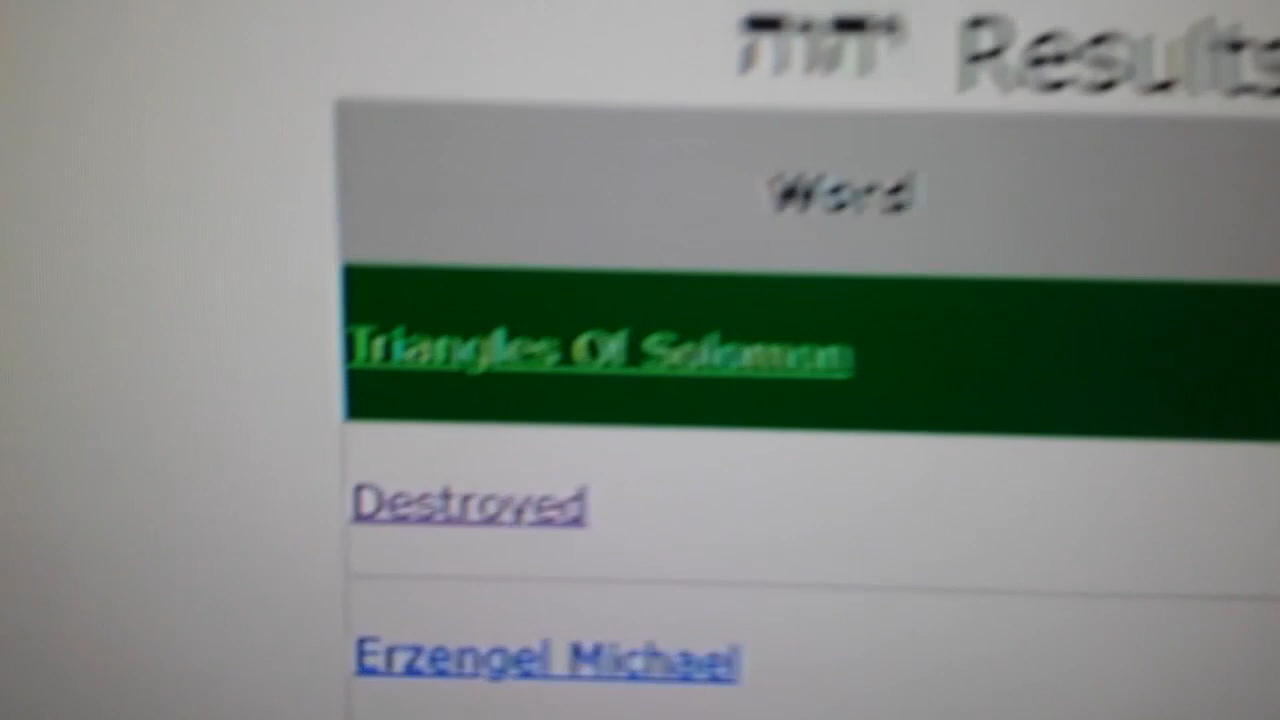 Results
Word
Triangles Of Solomon
Destroyed
Erzengel Michael